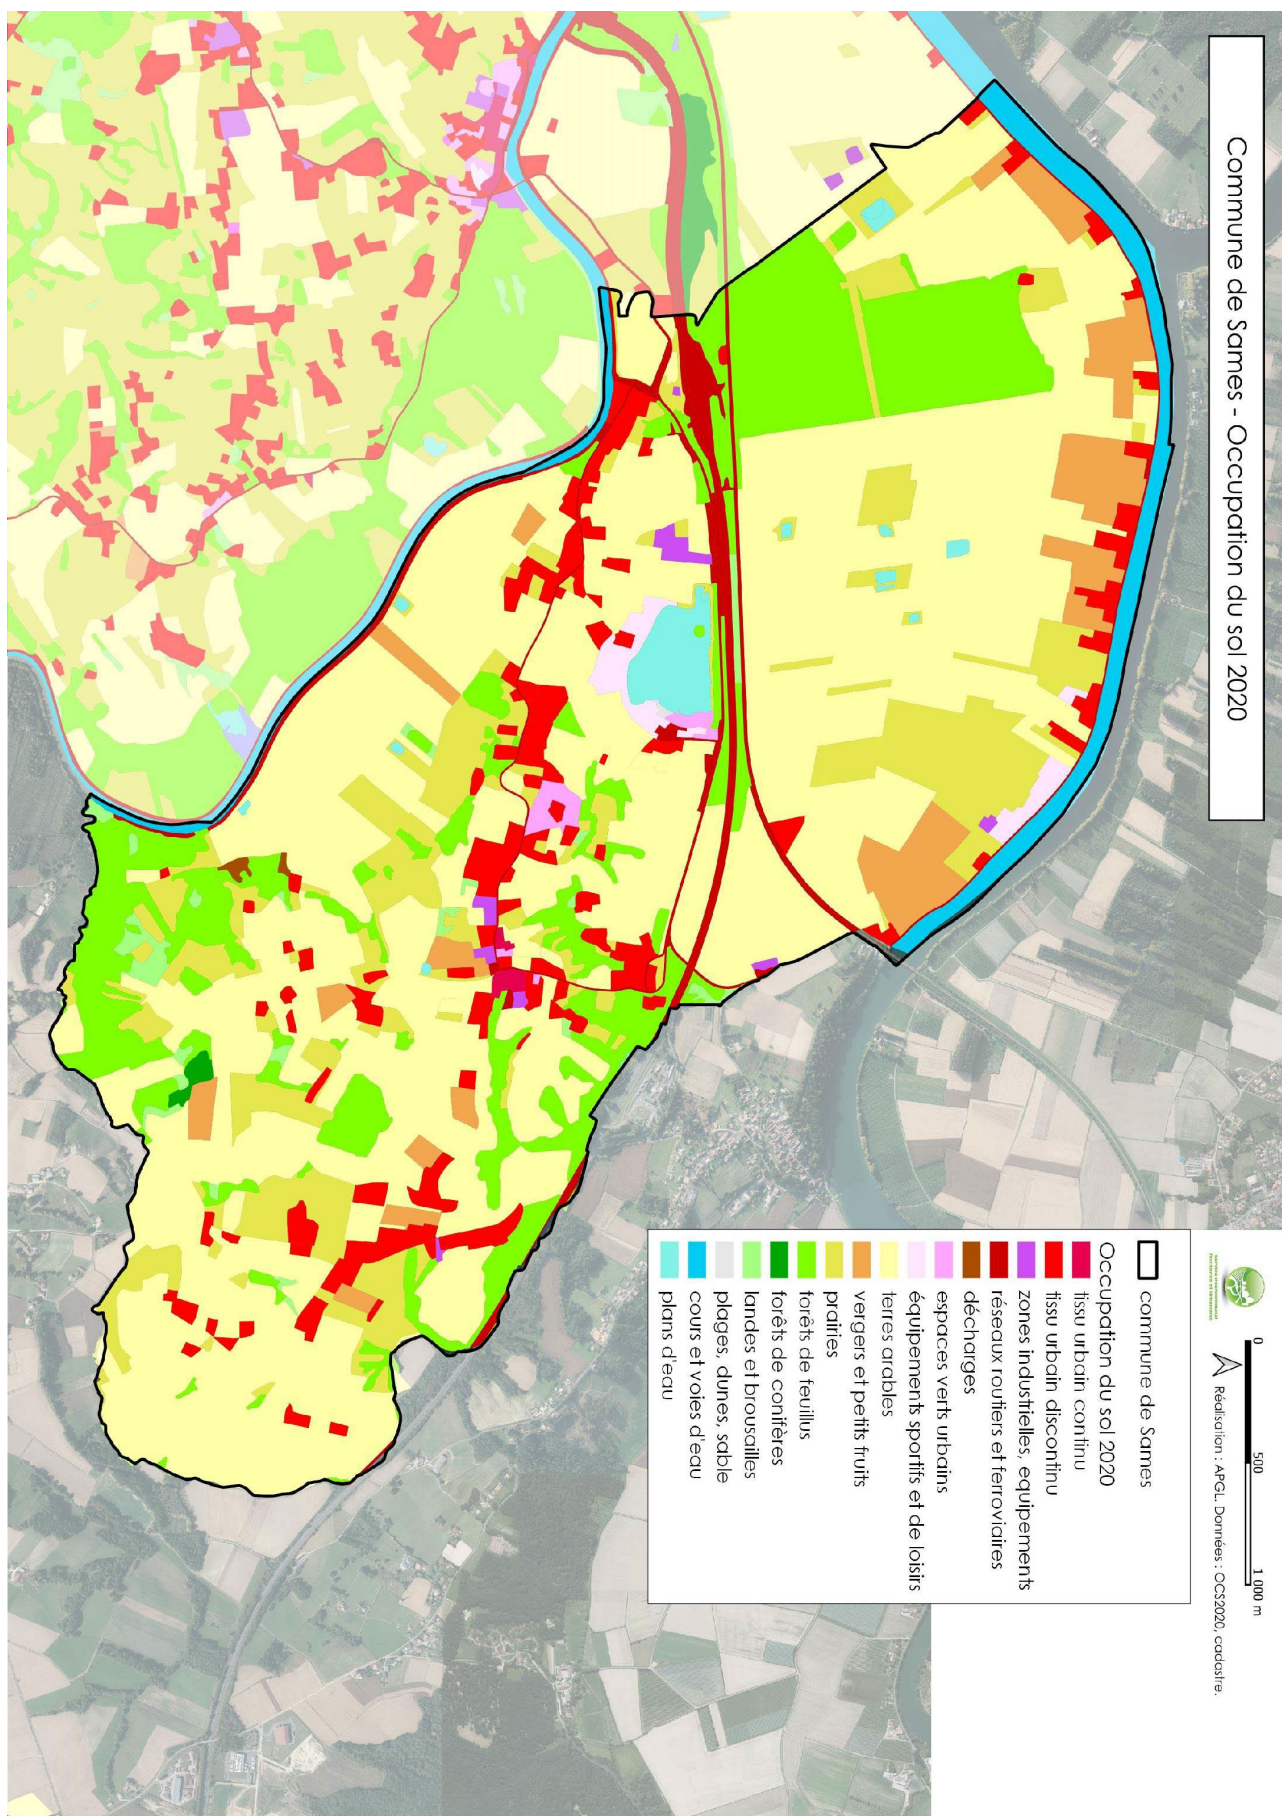 Commune de Sames - Occupation du sol 2020
0 500 1 000 m
Réalisation : APGL. Données : OCS2020, cadastre.
commune de Sames
Occupation du sol 2020
tissu urbain continu
tissu urbain discontinu
zones industrielles, equipements
réseaux routiers et ferroviaires
décharges
espaces verts urbains
équipements sportifs et de loisirs
terres arables
vergers et petits fruits
prairies
forêts de feuillus
forêts de conifères
landes et brousailles
plages, dunes, sable
cours et voies d'eau
plans d'eau